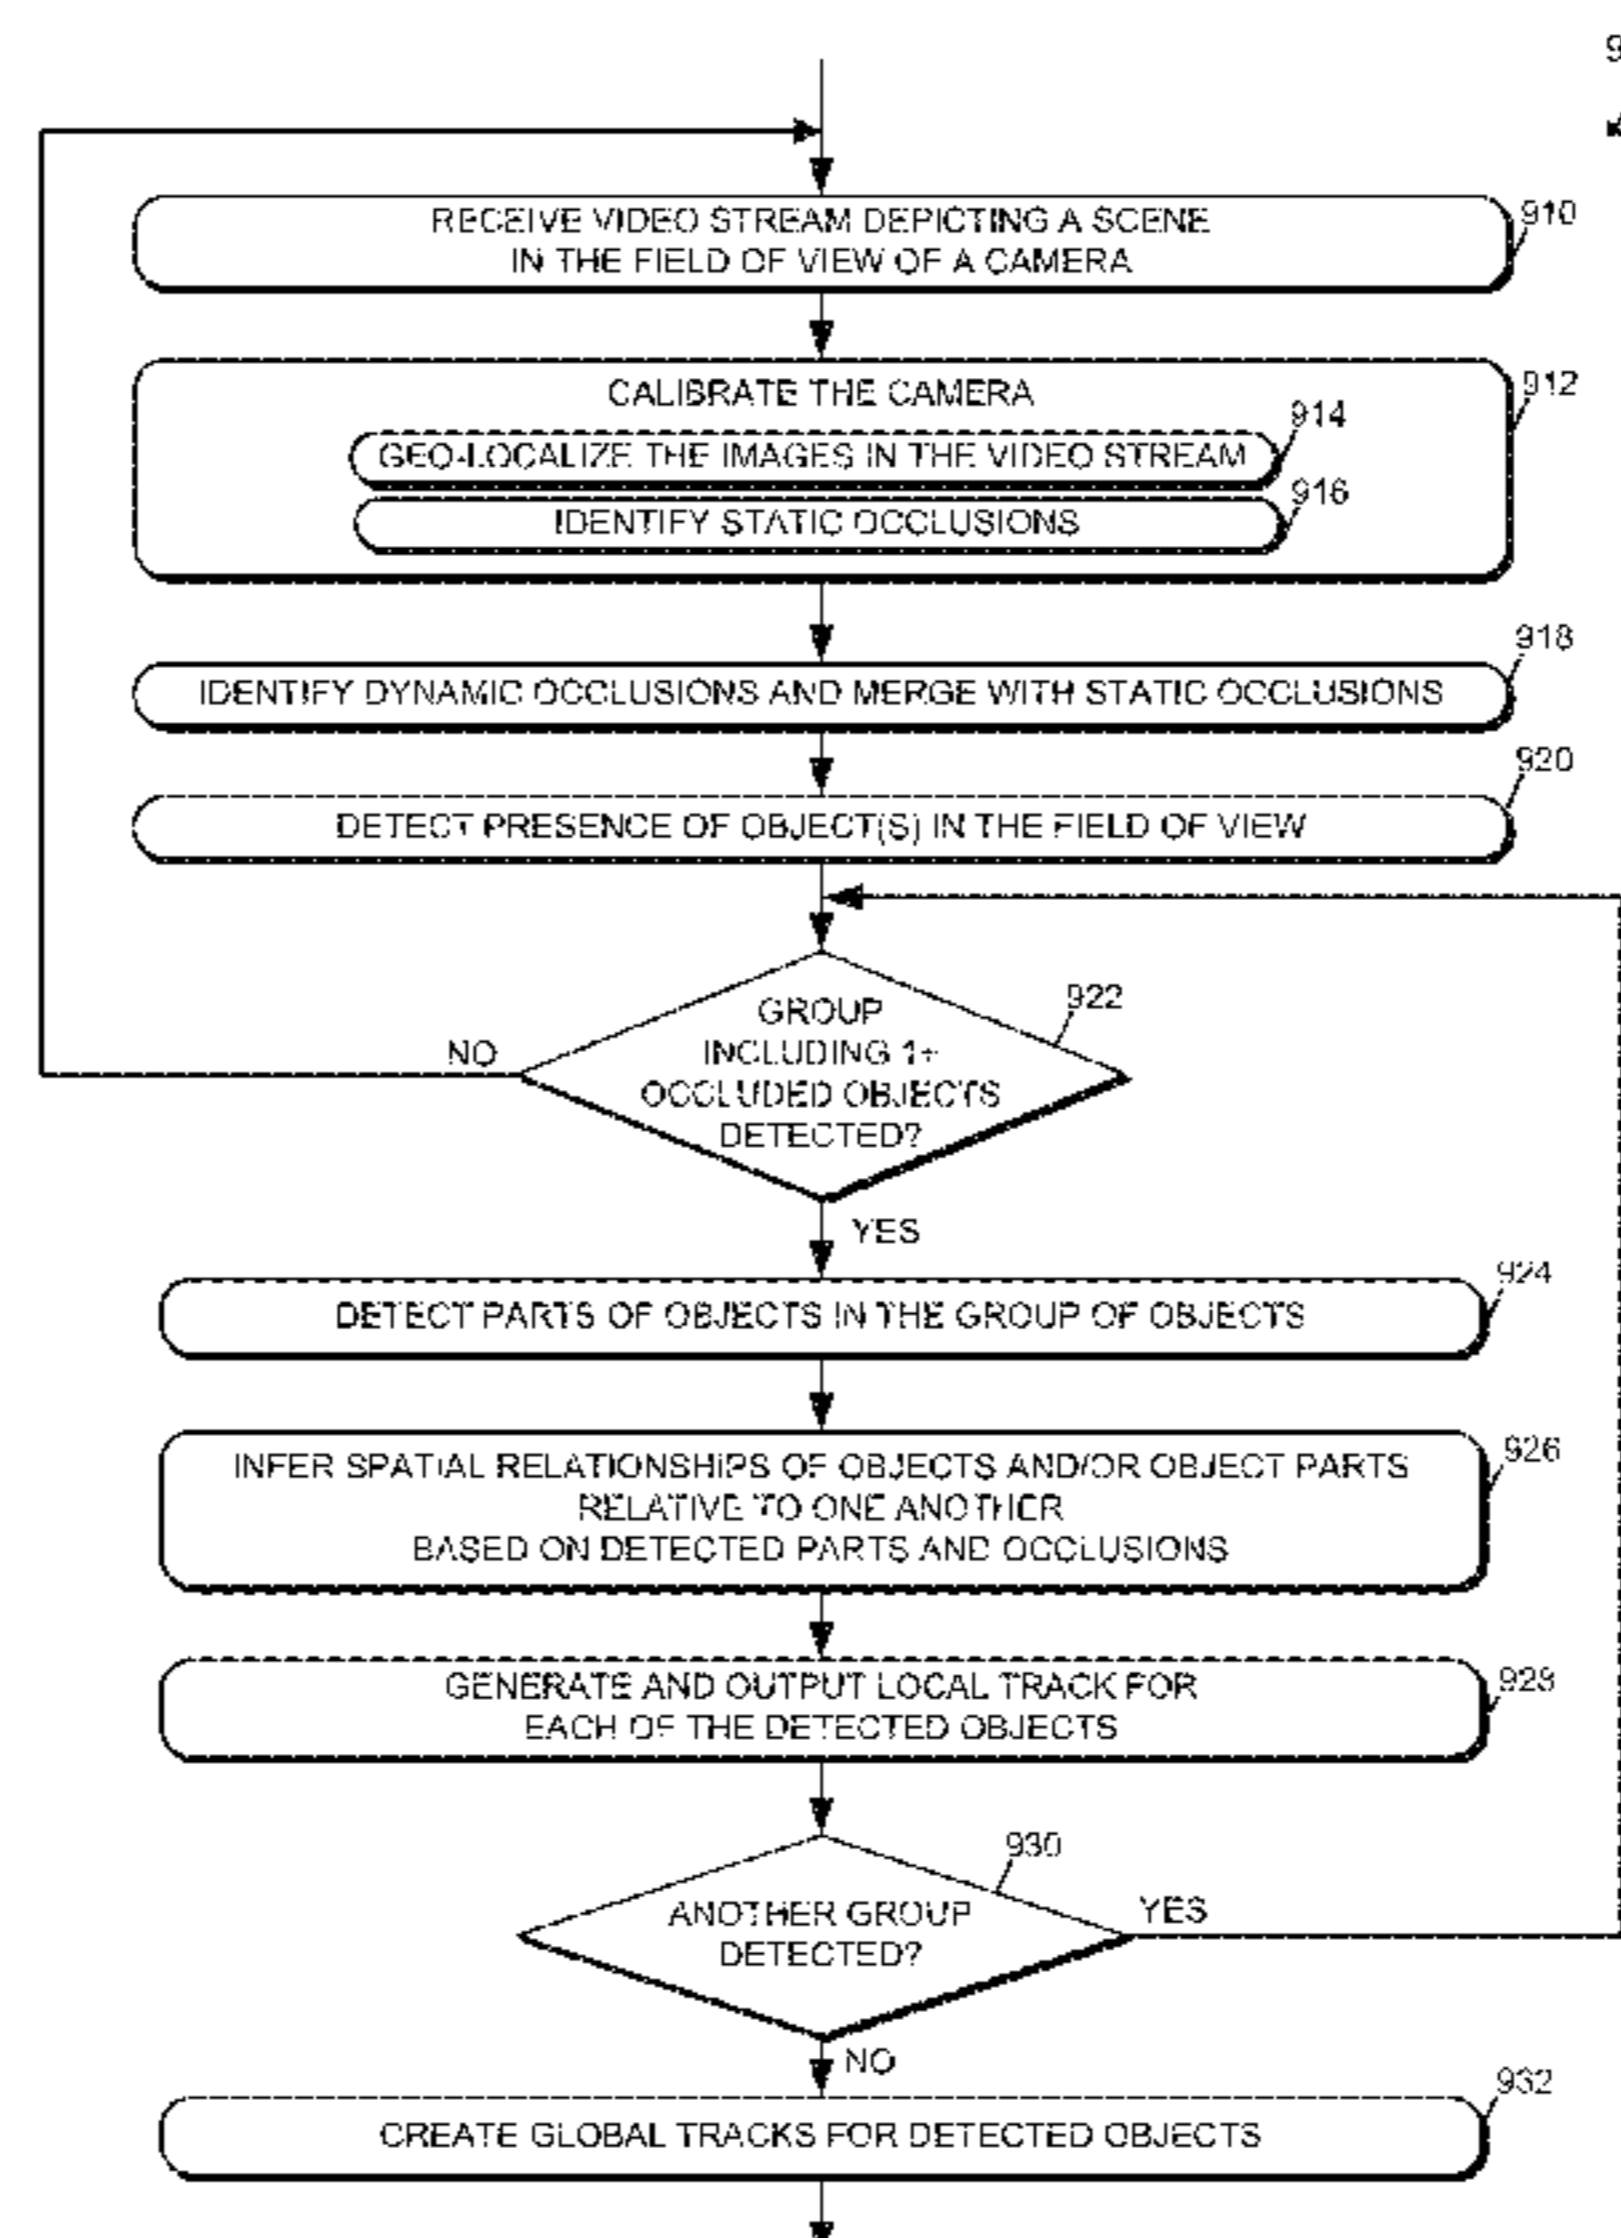 9
RECEIVE VIDEO STREAM DEPICTING A SCENE
IN THE FIELD OF VIEW OF A CAMERA
910
CALIBRATE THE CAMERA
912
914
GEO-LOCALIZE THE IMAGES IN THE VIDEO STREAM
916
IDENTIFY STATIC OCCLUSIONS
918
IDENTIFY DYNAMIC OCCLUSIONS AND MERGE WITH STATIC OCCLUSIONS
920
DETECT PRESENCE OF OBJECT(S) IN THE FIELD OF VIEW
922
GROUP
INCLUDING 1+
OCCLUDED OBJECTS
DETECTED?
NO
YES
924
DETECT PARTS OF OBJECTS IN THE GROUP OF OBJECTS
926
INFER SPATIAL RELATIONSHIPS OF OBJECTS AND/OR OBJECT PARTS
RELATIVE TO ONE ANOTHER
BASED ON DETECTED PARTS AND OCCLUSIONS
928
GENERATE AND OUTPUT LOCAL TRACK FOR
EACH OF THE DETECTED OBJECTS
930
ANOTHER GROUP
DETECTED?
YES
NO
932
CREATE GLOBAL TRACKS FOR DETECTED OBJECTS